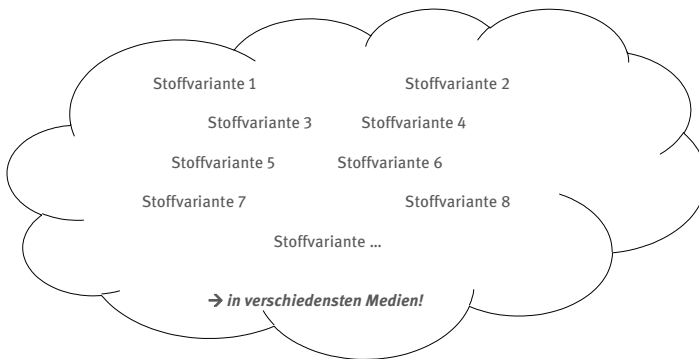 Stoffvariante 1 Stoffvariante 2
Stoffvariante 3 Stoffvariante 4
Stoffvariante 5 Stoffvariante 6
Stoffvariante 7 Stoffvariante 8
Stoffvariante ...
→ in verschiedensten Medien!